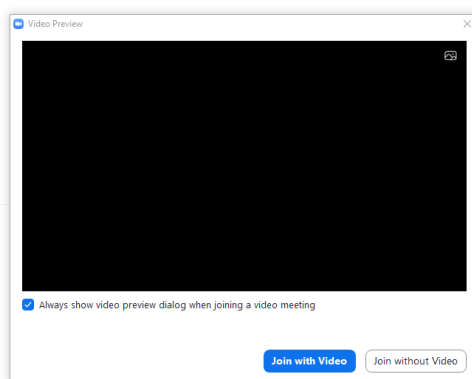 Video Preview
Always show video preview dialog when joining a video meeting
Join with Video
Join without Video